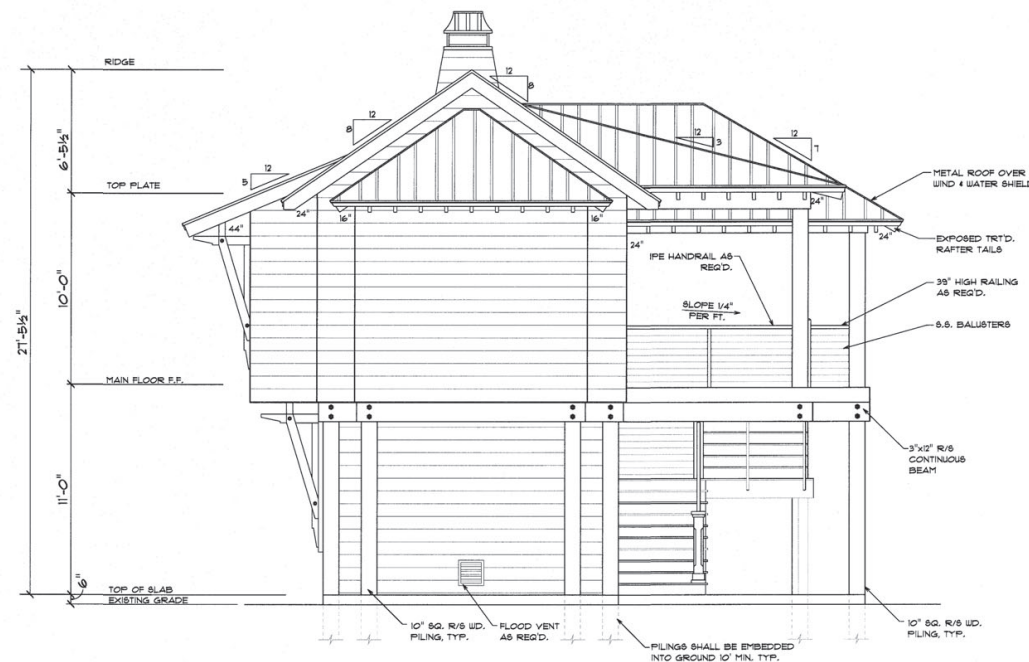 RIDGE
12
8
12
8
12
3
12
7
12
5
6'-5½"
TOP PLATE
METAL ROOF OVER
WIND & WATER SHIELD
24"
16"
16"
24"
44"
24"
24"
EXPOSED TRT'D.
RAFTER TAILS
IPE HANDRAIL AS
REQ'D.
39" HIGH RAILING
AS REQ'D.
SLOPE 1/4"
PER FT.
S.S. BALUSTERS
10'-0"
27'-5½"
MAIN FLOOR F.F.
3"x12" R/S
CONTINUOUS
BEAM
11'-0"
6"
TOP OF SLAB
EXISTING GRADE
10" SQ. R/S WD.
PILING, TYP.
FLOOD VENT
AS REQ'D.
10" SQ. R/S WD.
PILING, TYP.
PILINGS SHALL BE EMBEDDED
INTO GROUND 10' MIN. TYP.